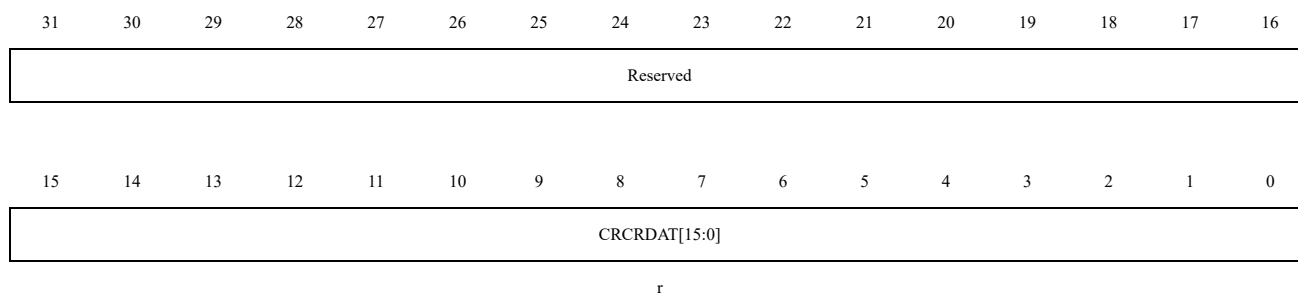 31 30 29 28 27 26 25 24 23 22 21 20 19 18 17 16
Reserved
15 14 13 12 11 10 9 8 7 6 5 4 3 2 1 0
CRCRDAT[15:0]
r